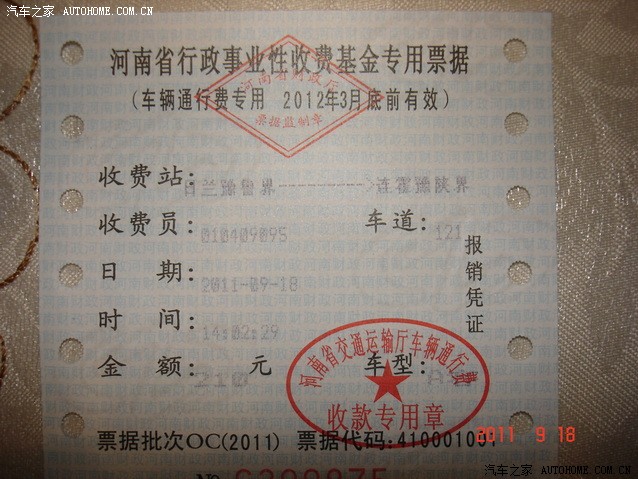 汽车之家 AUTOHOME.COM.CN
河南省行政事业性收费基金专用票据
河南省财政厅
(车辆通行费专用 2012年3月底前有效)
票据监制章
收费站: 日兰豫鲁界--------->连霍豫陕界
收费员: 010409095 车道: 121
日 期: 2011-09-18
时 间: 14:02:29
金 额: 210 元 车型:
报销凭证
河南省交通运输厅车辆通行费
收款专用章
票据批次OC(2011) 票据代码:410001001
2011 9 18
汽车之家 AUTOHOME.COM.CN